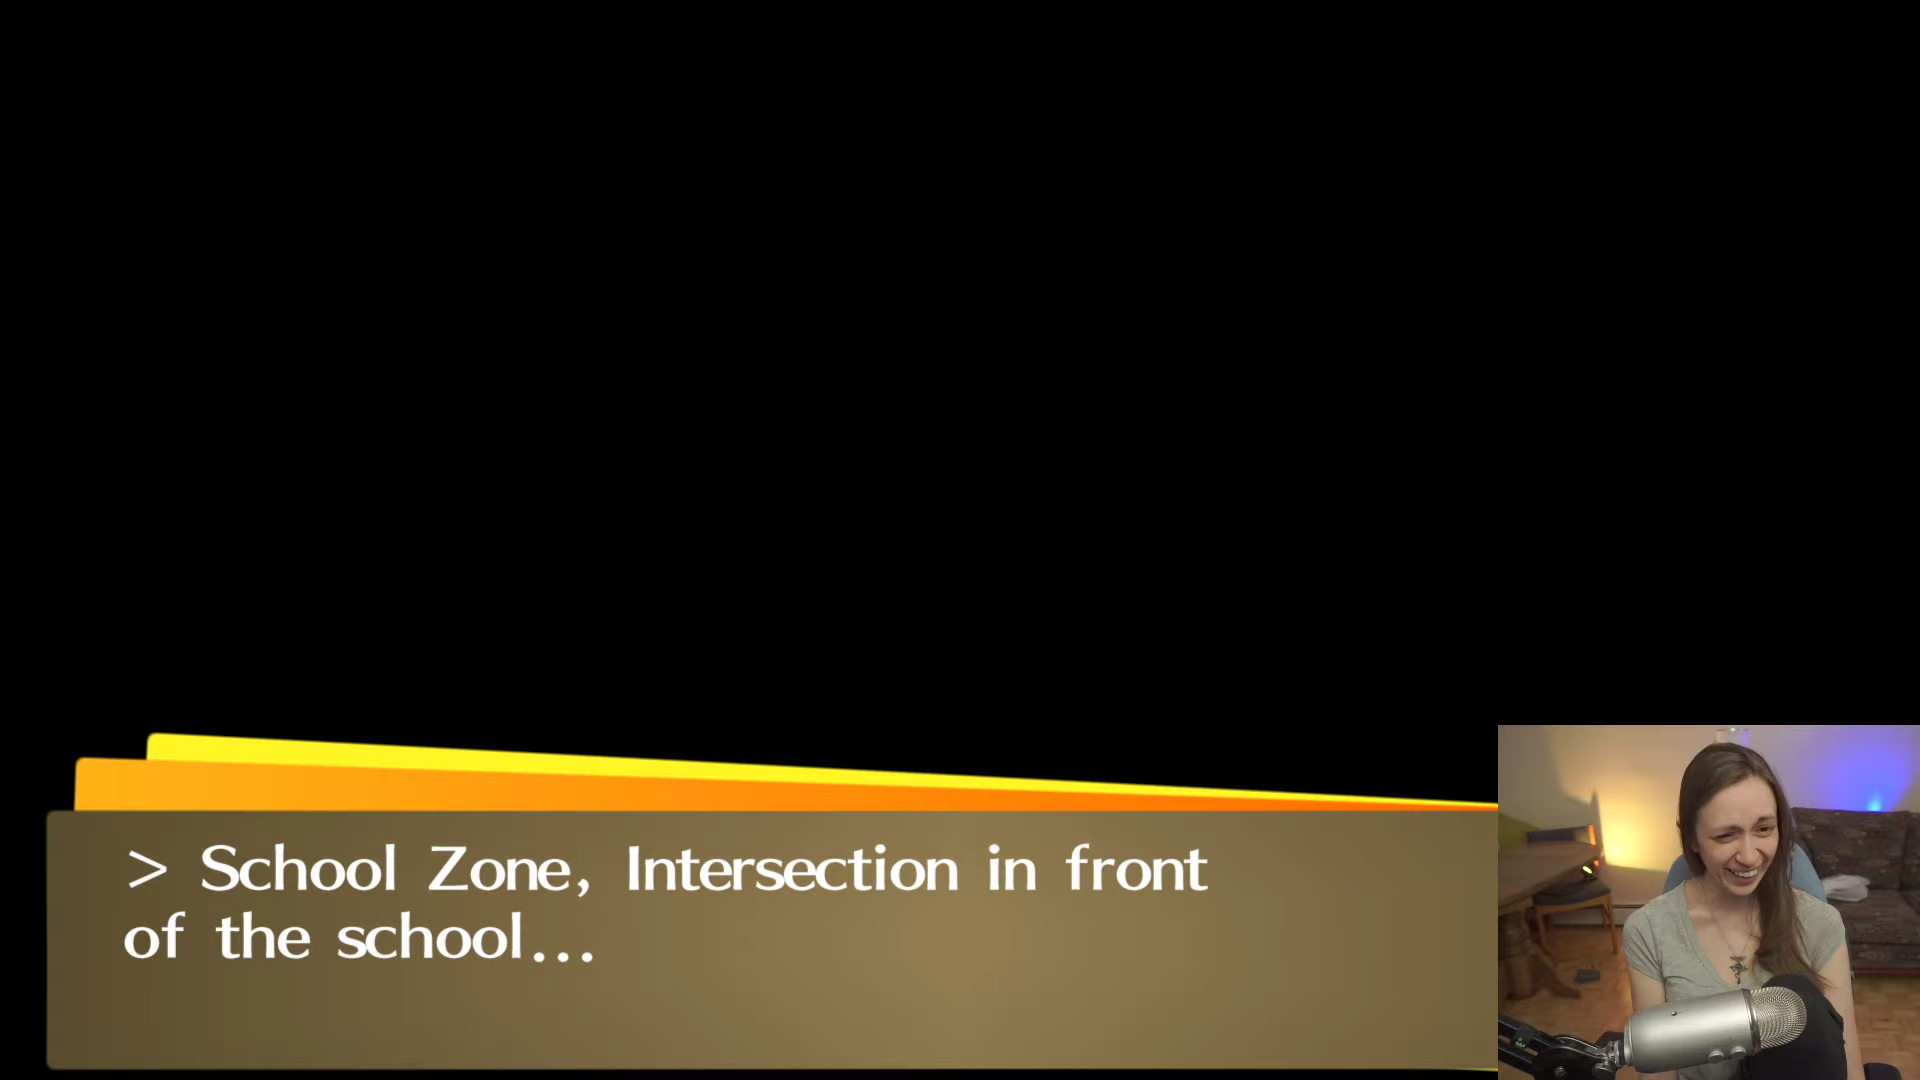 > School Zone, Intersection in front
of the school...